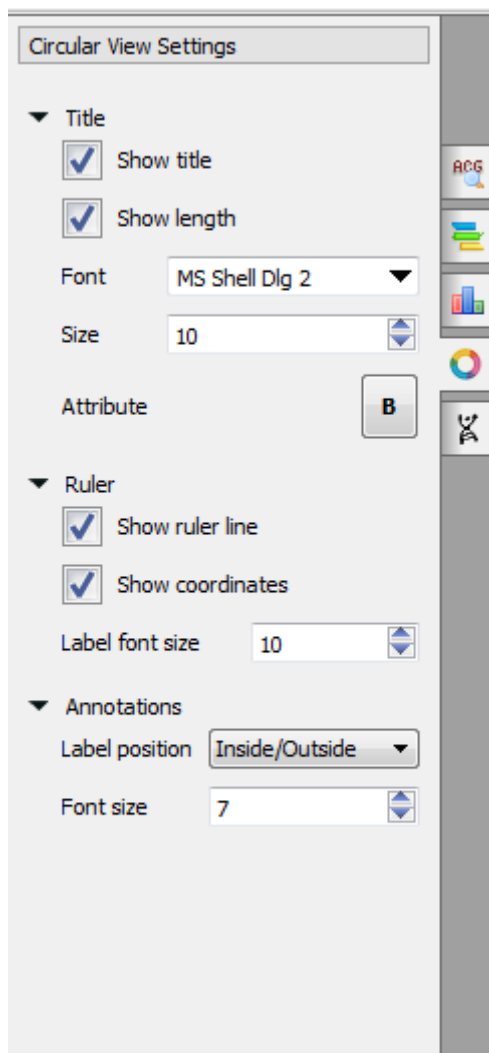 Circular View Settings
Title
Show title
Show length
Font MS Shell Dlg 2
Size 10
Attribute B
Ruler
Show ruler line
Show coordinates
Label font size 10
Annotations
Label position Inside/Outside
Font size 7
ACG